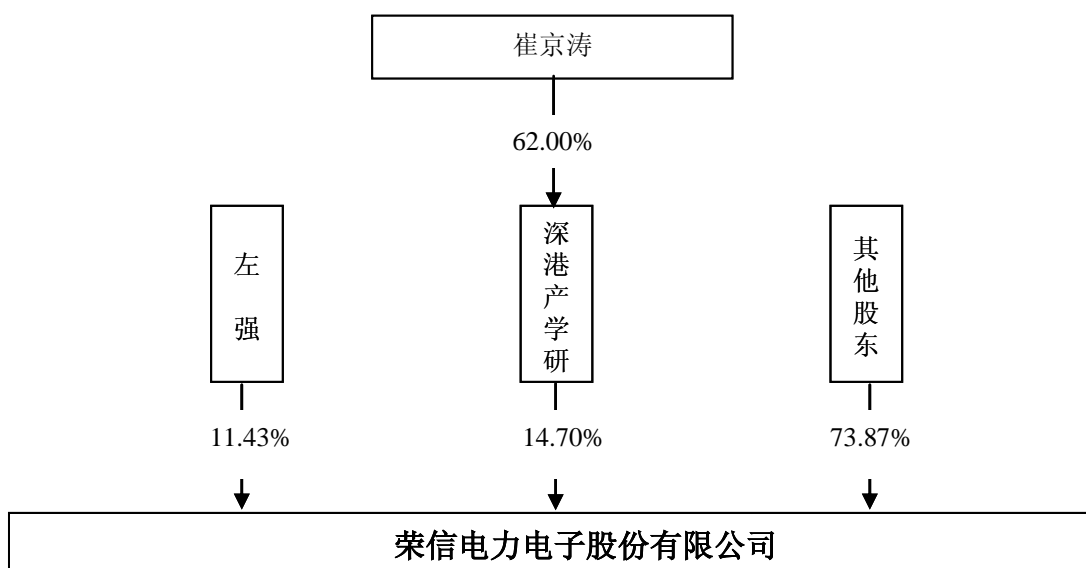 崔京涛
62.00%
左强
深港产学研
其他股东
11.43%
14.70%
73.87%
荣信电力电子股份有限公司